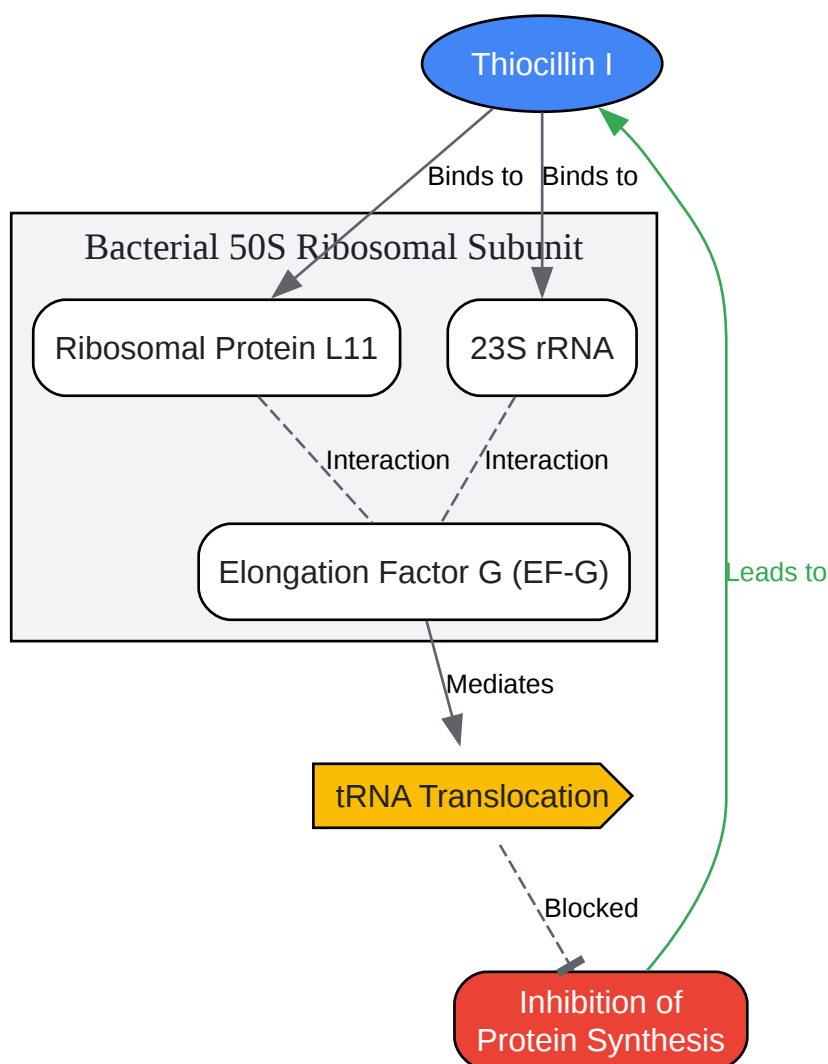 Thiocillin I
Binds to
Binds to
Bacterial 50S Ribosomal Subunit
Ribosomal Protein L11
23S rRNA
Interaction
Interaction
Elongation Factor G (EF-G)
Leads to
Mediates
tRNA Translocation
Blocked
Inhibition of
Protein Synthesis